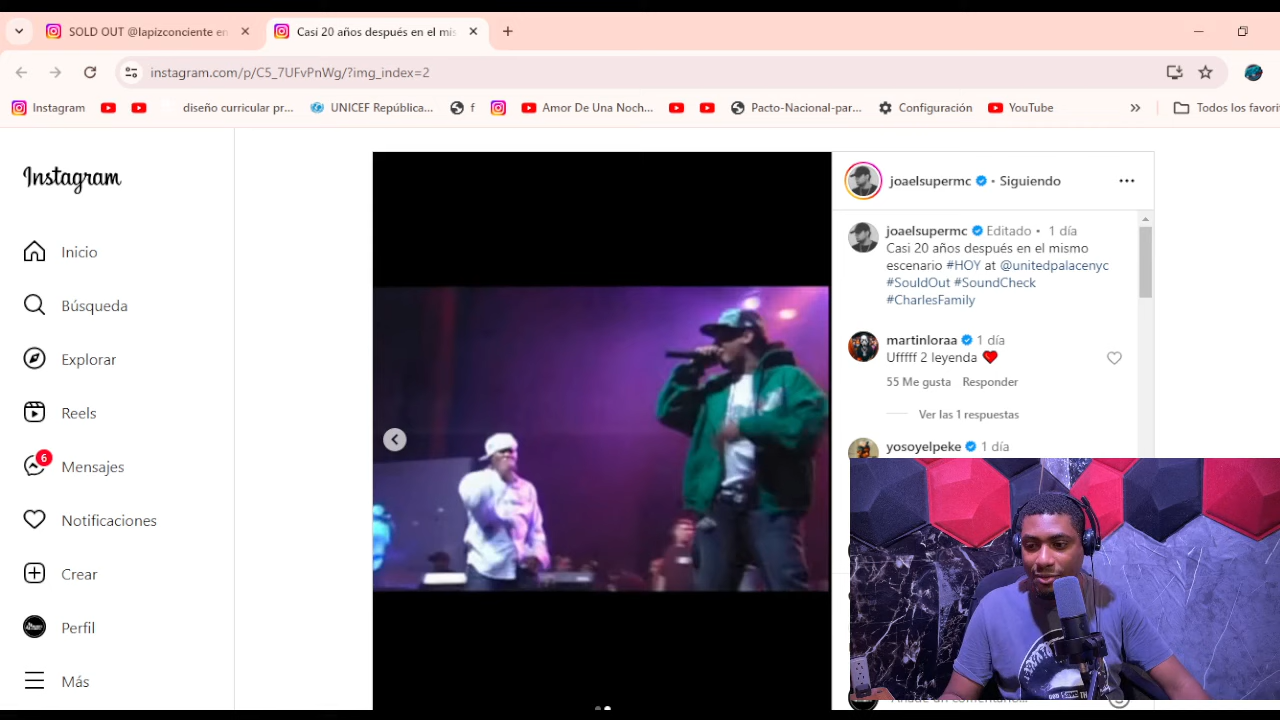 SOLD OUT @lapizconciente en
Casi 20 años después en el mis
instagram.com/p/C5_7UFvPnWg/?img_index=2
Instagram
diseño curricular pr...
UNICEF República...
f
Amor De Una Noch...
Pacto-Nacional-par...
Configuración
YouTube
Todos los favori
Instagram
Inicio
Búsqueda
Explorar
Reels
6
Mensajes
Notificaciones
Crear
Perfil
Más
joaelsupermc • Siguiendo
joaelsupermc Editado • 1 día
Casi 20 años después en el mismo
escenario #HOY at @unitedpalacenyc
#SouldOut #SoundCheck
#CharlesFamily
martinloraa 1 día
Ufffff 2 leyenda ❤️
55 Me gusta Responder
Ver las 1 respuestas
yosoyelpeke 1 día